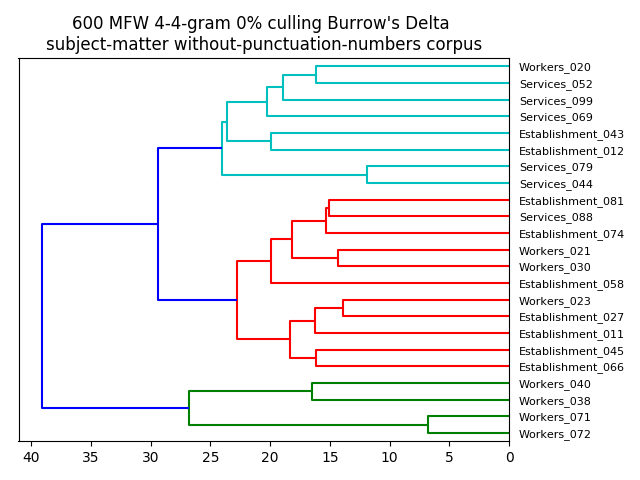 600 MFW 4-4-gram 0% culling Burrow's Delta
subject-matter without-punctuation-numbers corpus
Workers_020
Services_052
Services_099
Services_069
Establishment_043
Establishment_012
Services_079
Services_044
Establishment_081
Services_088
Establishment_074
Workers_021
Workers_030
Establishment_058
Workers_023
Establishment_027
Establishment_011
Establishment_045
Establishment_066
Workers_040
Workers_038
Workers_071
Workers_072
40 35 30 25 20 15 10 5 0